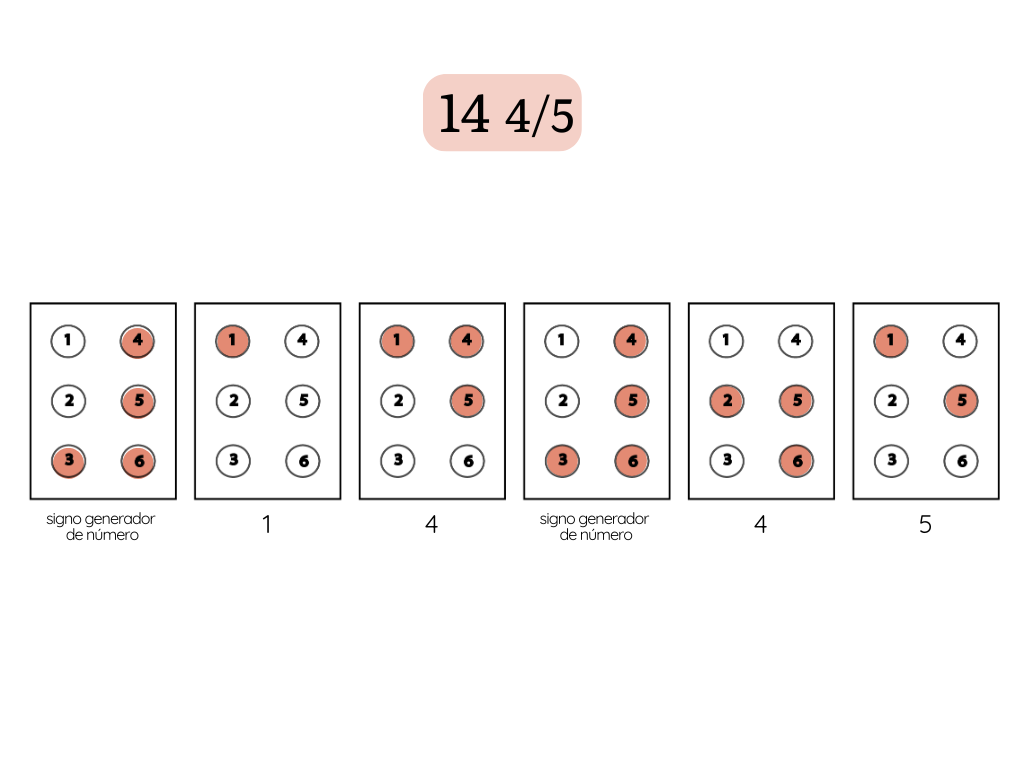 14 4/5
1 4 1 4 1 4 1 4 1 4 1 4
2 5 2 5 2 5 2 5 2 5 2 5
3 6 3 6 3 6 3 6 3 6 3 6
signo generador 1 4 signo generador 4 5
de número de número